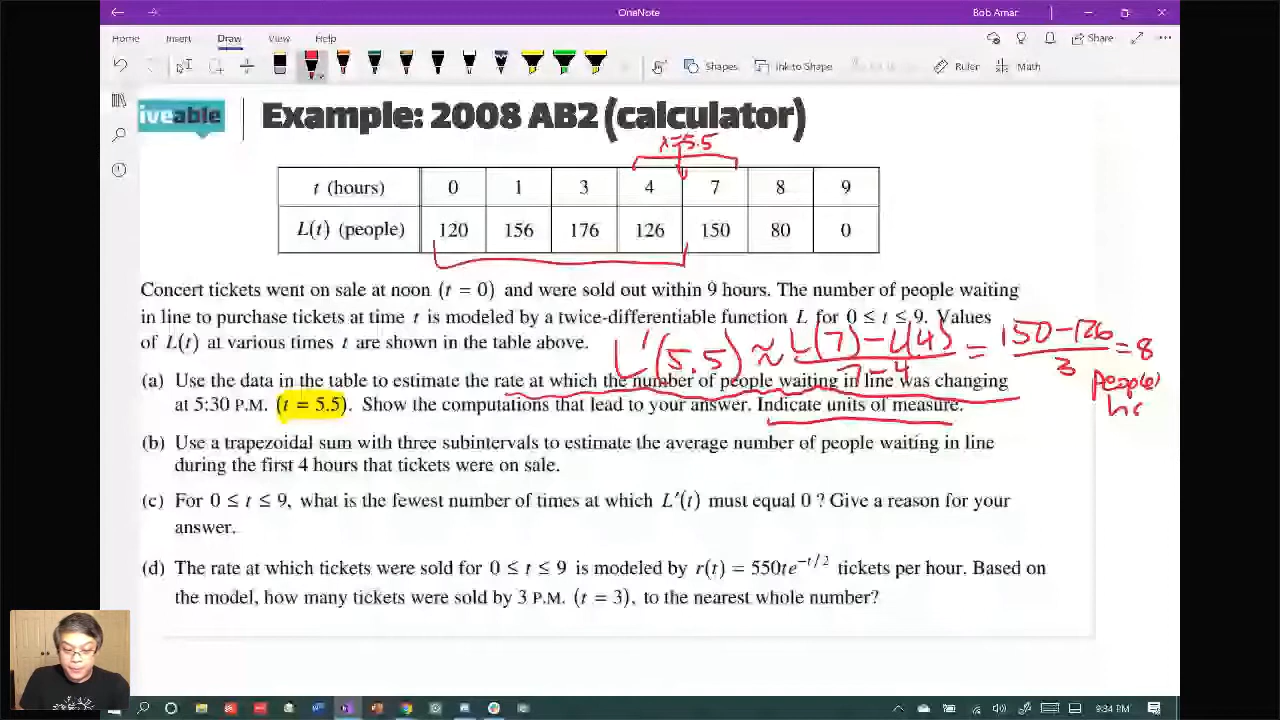 OneNote
Bob Amar
Home Insert Draw View Help
Share
Shapes Ink to Shape Ink to Text Ruler Math
iveable
Example: 2008 AB2 (calculator)
x=5.5
t (hours) 0 1 3 4 7 8 9
L(t) (people) 120 156 176 126 150 80 0
Concert tickets went on sale at noon (t = 0) and were sold out within 9 hours. The number of people waiting
in line to purchase tickets at time t is modeled by a twice-differentiable function L for 0 ≤ t ≤ 9. Values
of L(t) at various times t are shown in the table above.
L'(5.5) ≈ L(7)-L(4) / 7-4 = 150-126 / 3 = 8
people/
(a) Use the data in the table to estimate the rate at which the number of people waiting in line was changing
at 5:30 P.M. (t = 5.5). Show the computations that lead to your answer. Indicate units of measure.
(b) Use a trapezoidal sum with three subintervals to estimate the average number of people waiting in line
during the first 4 hours that tickets were on sale.
(c) For 0 ≤ t ≤ 9, what is the fewest number of times at which L′(t) must equal 0 ? Give a reason for your
answer.
(d) The rate at which tickets were sold for 0 ≤ t ≤ 9 is modeled by r(t) = 550te^−t/2 tickets per hour. Based on
the model, how many tickets were sold by 3 P.M. (t = 3), to the nearest whole number?
9:34 PM